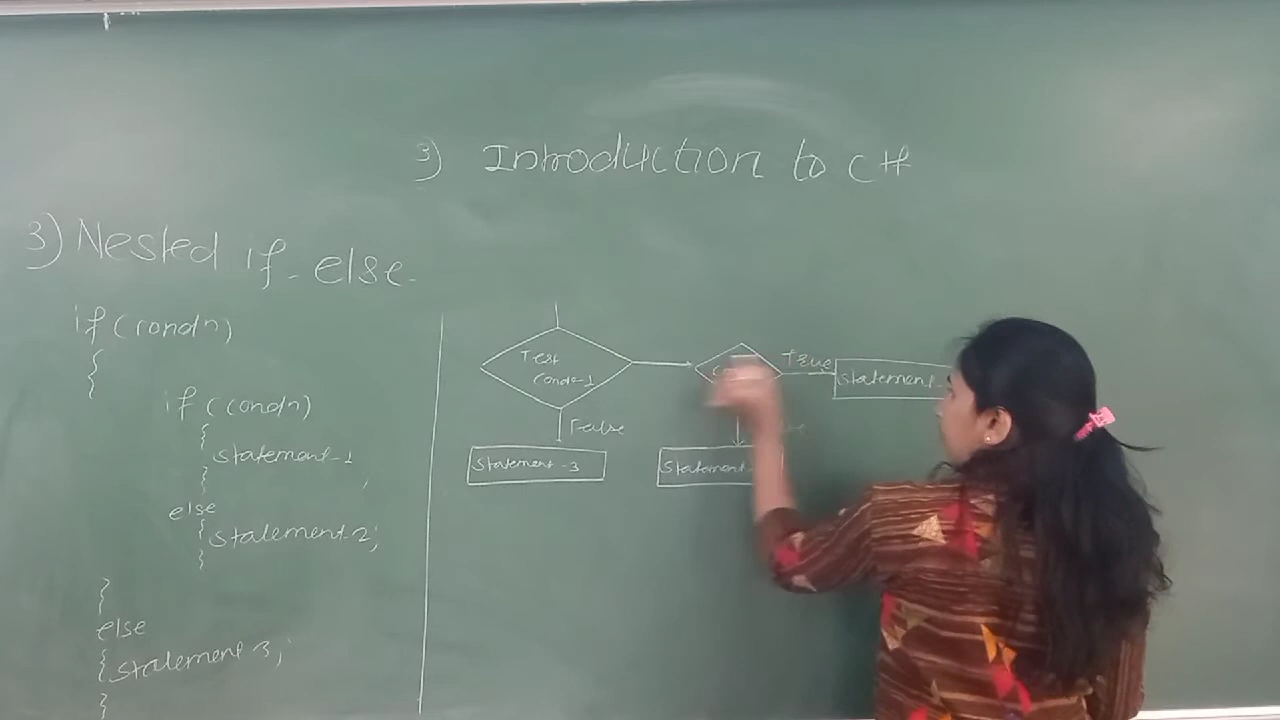 3) Introduction to C#
3) Nested if-else.
if (condn)
{
if (condn)
{
statement-1
} ;
else
{ statement-2;
}
}
else
{ statement-3;
}
Test
cond-1
False
Statement-3
True
Statement-
Statement